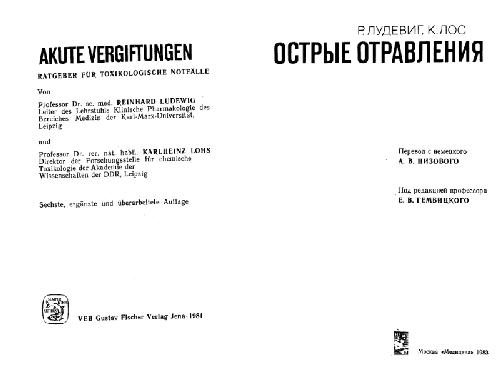 AKUTE VERGIFTUNGEN
RATGEBER FÜR TOXIKOLOGISCHE NOTFÄLLE
Von
Professor Dr. sc. med. REINHARD LUDEWIG
Leiter des Lehrstuhls Klinische Pharmakologie des
Bereiches Medizin der Karl-Marx-Universität,
Leipzig
und
Professor Dr. rer. nat. habil. KARLHEINZ LOHS
Direktor der Forschungsstelle für chemische
Toxikologie der Akademie der
Wissenschaften der DDR, Leipzig
Sechste, ergänzte und überarbeitete Auflage
VEB Gustav Fischer Verlag Jena · 1981
Р. ЛУДЕВИГ, К. ЛОС
ОСТРЫЕ ОТРАВЛЕНИЯ
Перевод с немецкого
А. В. НИЗОВОГО
Под редакцией профессора
Е. В. ГЕМБИЦКОГО
Москва «Медицина» 1983